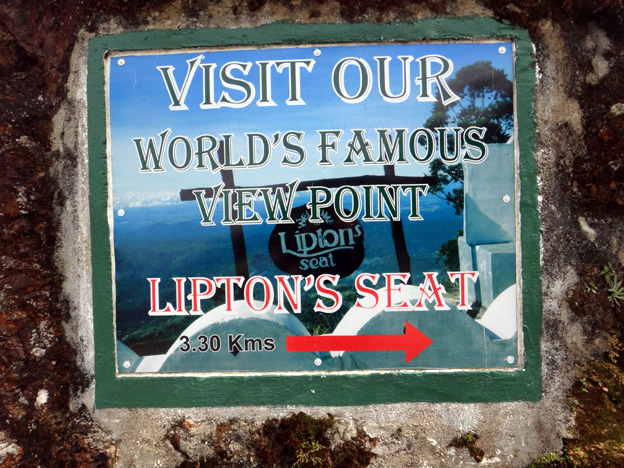 VISIT OUR
WORLD'S FAMOUS
VIEW POINT
Lipton's
seat
LIPTON'S SEAT
3.30 Kms